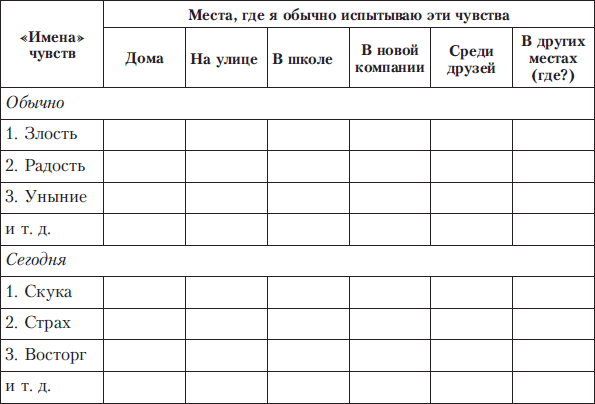 «Имена»
чувств
Места, где я обычно испытываю эти чувства
Дома
На улице
В школе
В новой
компании
Среди
друзей
В других
местах
(где?)
Обычно
1. Злость
2. Радость
3. Уныние
и т. д.
Сегодня
1. Скука
2. Страх
3. Восторг
и т. д.